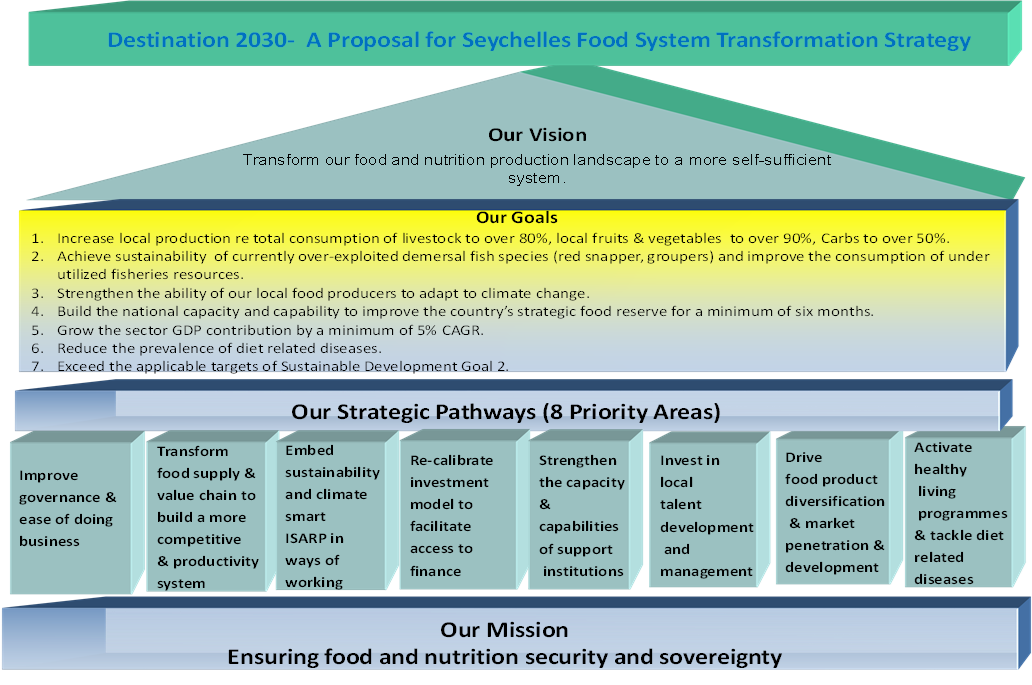 Destination 2030- A Proposal for Seychelles Food System Transformation Strategy
Our Vision
Transform our food and nutrition production landscape to a more self-sufficient
system.
Our Goals
1. Increase local production re total consumption of livestock to over 80%, local fruits & vegetables to over 90%, Carbs to over 50%.
2. Achieve sustainability of currently over-exploited demersal fish species (red snapper, groupers) and improve the consumption of under
utilized fisheries resources.
3. Strengthen the ability of our local food producers to adapt to climate change.
4. Build the national capacity and capability to improve the country's strategic food reserve for a minimum of six months.
5. Grow the sector GDP contribution by a minimum of 5% CAGR.
6. Reduce the prevalence of diet related diseases.
7. Exceed the applicable targets of Sustainable Development Goal 2.
Our Strategic Pathways (8 Priority Areas)
Improve
governance &
ease of doing
business
Transform
food supply &
value chain to
build a more
competitive
& productivity
system
Embed
sustainability
and climate
smart
ISARP in
ways of
working
Re-calibrate
investment
model to
facilitate
access to
finance
Strengthen
the capacity
&
capabilities
of support
institutions
Invest in
local
talent
development
and
management
Drive
food product
diversification
& market
penetration &
development
Activate
healthy
living
programmes
& tackle diet
related
diseases
Our Mission
Ensuring food and nutrition security and sovereignty